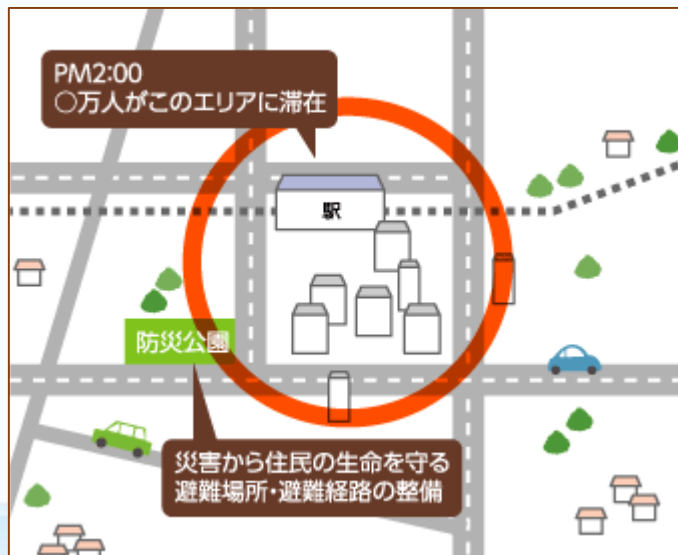 PM2:00
○万人がこのエリアに滞在
駅
防災公園
災害から住民の生命を守る
避難場所・避難経路の整備